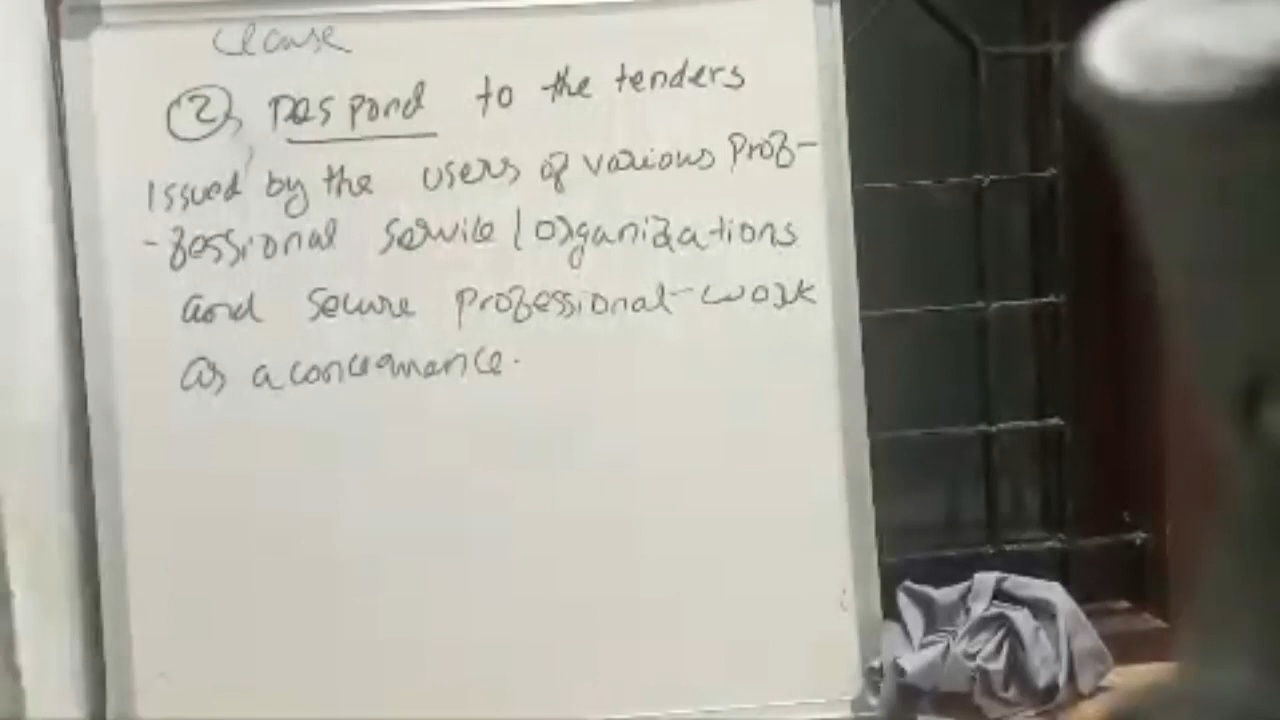 clause
② Respond to the tenders
issued by the users of various prof-
-fessional service/organizations
and secure professional work
as a consequence.